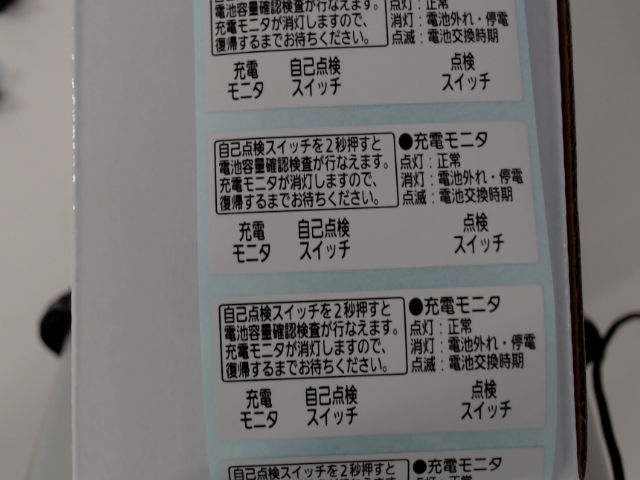 電池容量確認検査が行なえます。
充電モニタが消灯しますので、
復帰するまでお待ちください。
点灯：正常
消灯：電池外れ・停電
点滅：電池交換時期
充電
モニタ
自己点検
スイッチ
点検
スイッチ
自己点検スイッチを2秒押すと
電池容量確認検査が行なえます。
充電モニタが消灯しますので、
復帰するまでお待ちください。
●充電モニタ
点灯：正常
消灯：電池外れ・停電
点滅：電池交換時期
充電
モニタ
自己点検
スイッチ
点検
スイッチ
自己点検スイッチを2秒押すと
電池容量確認検査が行なえます。
充電モニタが消灯しますので、
復帰するまでお待ちください。
●充電モニタ
点灯：正常
消灯：電池外れ・停電
点滅：電池交換時期
充電
モニタ
自己点検
スイッチ
点検
スイッチ
自己点検スイッチを2秒押すと
●充電モニタ